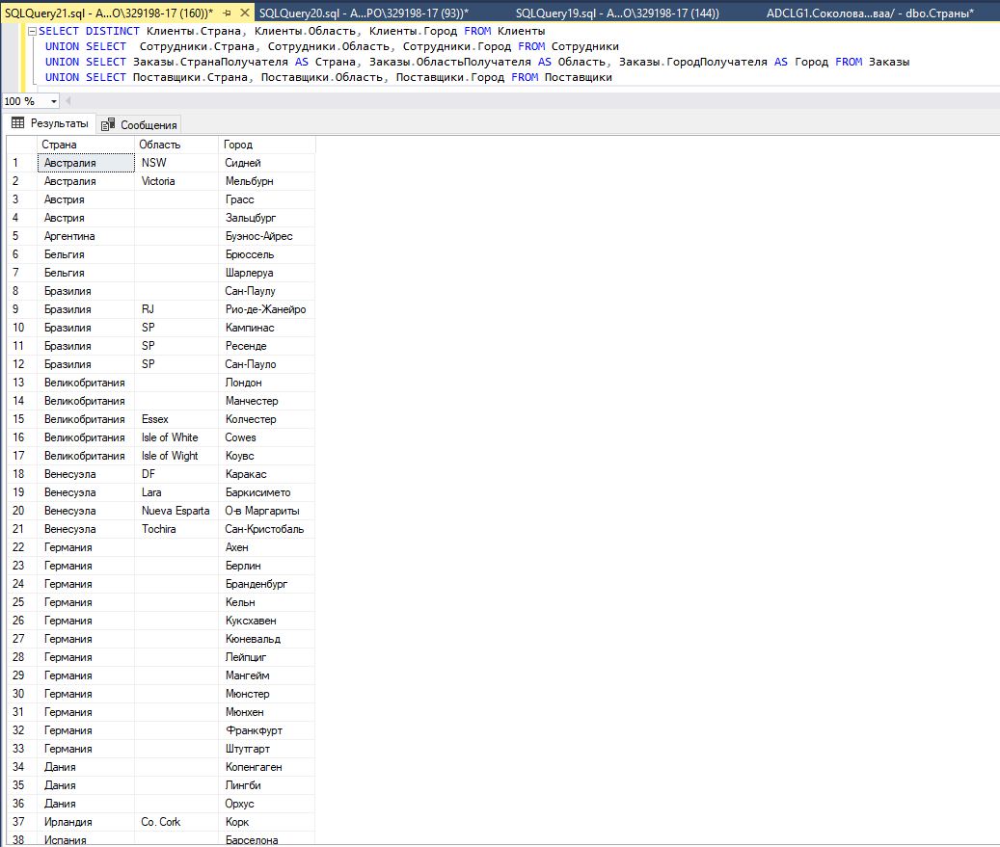 SQLQuery21.sql - A...O\329198-17 (160))* SQLQuery20.sql - A...PO\329198-17 (93))* SQLQuery19.sql - A...O\329198-17 (144)) ADCLG1.Соколова...ваа/ - dbo.Страны*
SELECT DISTINCT Клиенты.Страна, Клиенты.Область, Клиенты.Город FROM Клиенты
UNION SELECT Сотрудники.Страна, Сотрудники.Область, Сотрудники.Город FROM Сотрудники
UNION SELECT Заказы.СтранаПолучателя AS Страна, Заказы.ОбластьПолучателя AS Область, Заказы.ГородПолучателя AS Город FROM Заказы
UNION SELECT Поставщики.Страна, Поставщики.Область, Поставщики.Город FROM Поставщики
100 %
Результаты Сообщения
Страна Область Город
1 Австралия NSW Сидней
2 Австралия Victoria Мельбурн
3 Австрия Грасс
4 Австрия Зальцбург
5 Аргентина Буэнос-Айрес
6 Бельгия Брюссель
7 Бельгия Шарлеруа
8 Бразилия Сан-Паулу
9 Бразилия RJ Рио-де-Жанейро
10 Бразилия SP Кампинас
11 Бразилия SP Ресенде
12 Бразилия SP Сан-Пауло
13 Великобритания Лондон
14 Великобритания Манчестер
15 Великобритания Essex Колчестер
16 Великобритания Isle of White Cowes
17 Великобритания Isle of Wight Коувс
18 Венесуэла DF Каракас
19 Венесуэла Lara Баркисимето
20 Венесуэла Nueva Esparta О-в Маргариты
21 Венесуэла Tochira Сан-Кристобаль
22 Германия Ахен
23 Германия Берлин
24 Германия Бранденбург
25 Германия Кельн
26 Германия Куксхавен
27 Германия Кюневальд
28 Германия Лейпциг
29 Германия Мангейм
30 Германия Мюнстер
31 Германия Мюнхен
32 Германия Франкфурт
33 Германия Штутгарт
34 Дания Копенгаген
35 Дания Лингби
36 Дания Орхус
37 Ирландия Co. Cork Корк
38 Испания Барселона